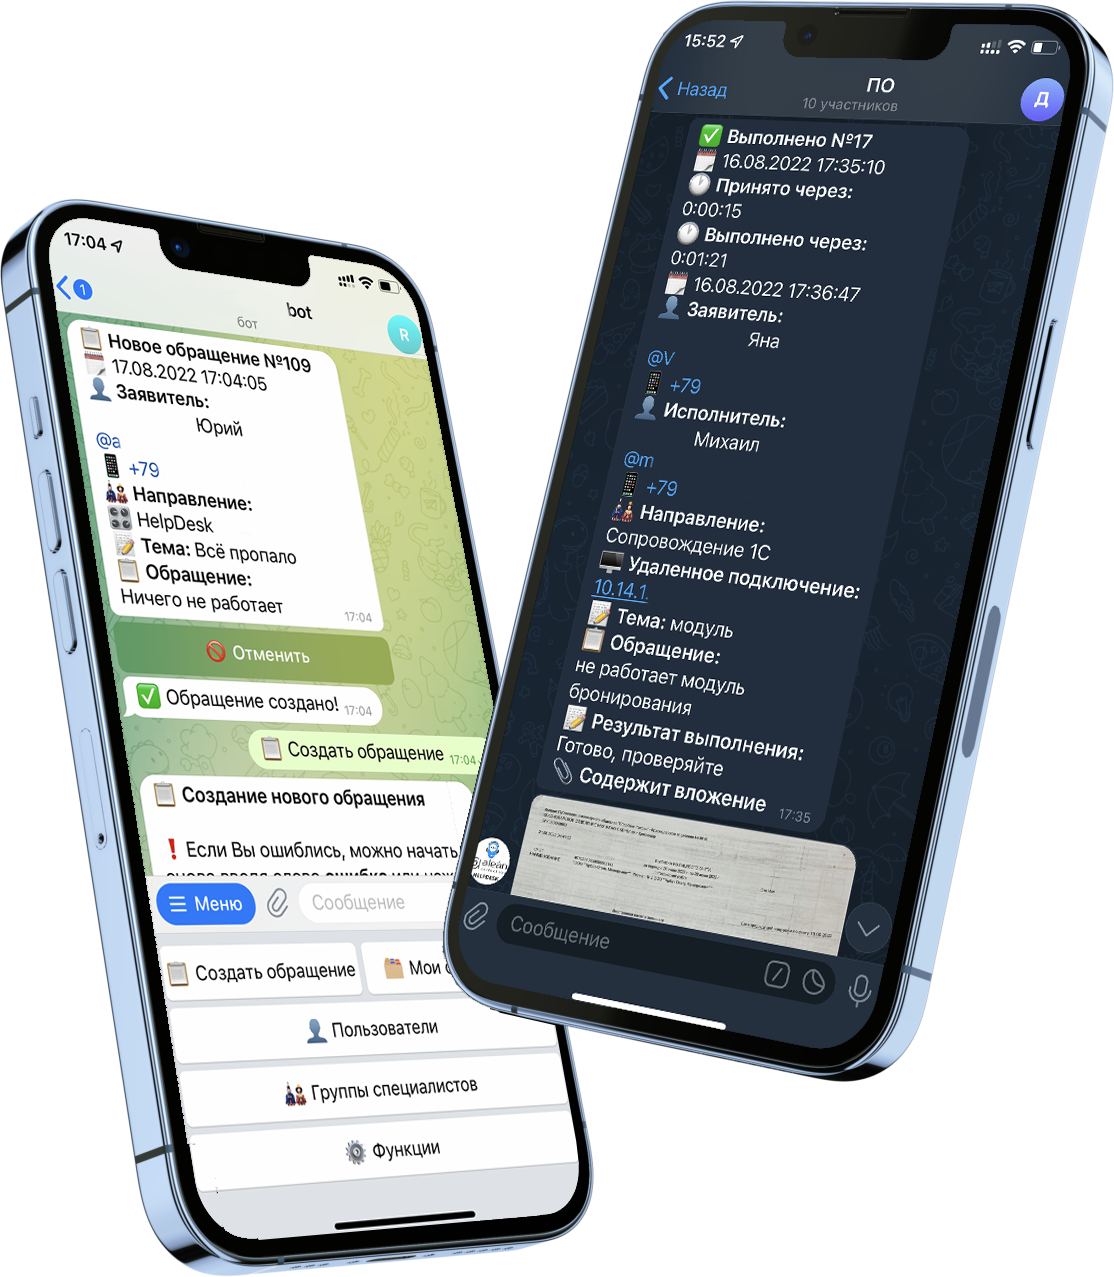 17:04
1
bot
бот
R
Новое обращение №109
17.08.2022 17:04:05
Заявитель:
Юрий
@a
+79
Направление:
HelpDesk
Тема: Всё пропало
Обращение:
Ничего не работает
17:04
Отменить
Обращение создано! 17:04
Создать обращение 17:04
Создание нового обращения
Если Вы ошиблись, можно начать
Меню
Сообщение
Создать обращение
Мои
Пользователи
Группы специалистов
Функции
15:52
Назад
ПО
10 участников
Д
Выполнено №17
16.08.2022 17:35:10
Принято через:
0:00:15
Выполнено через:
0:01:21
16.08.2022 17:36:47
Заявитель:
Яна
@V
+79
Исполнитель:
Михаил
@m
+79
Направление:
Сопровождение 1С
Удаленное подключение:
10.14.1.
Тема: модуль
Обращение:
не работает модуль
бронирования
Результат выполнения:
Готово, проверяйте
Содержит вложение
17:35
alean
HELPDESK
Сообщение